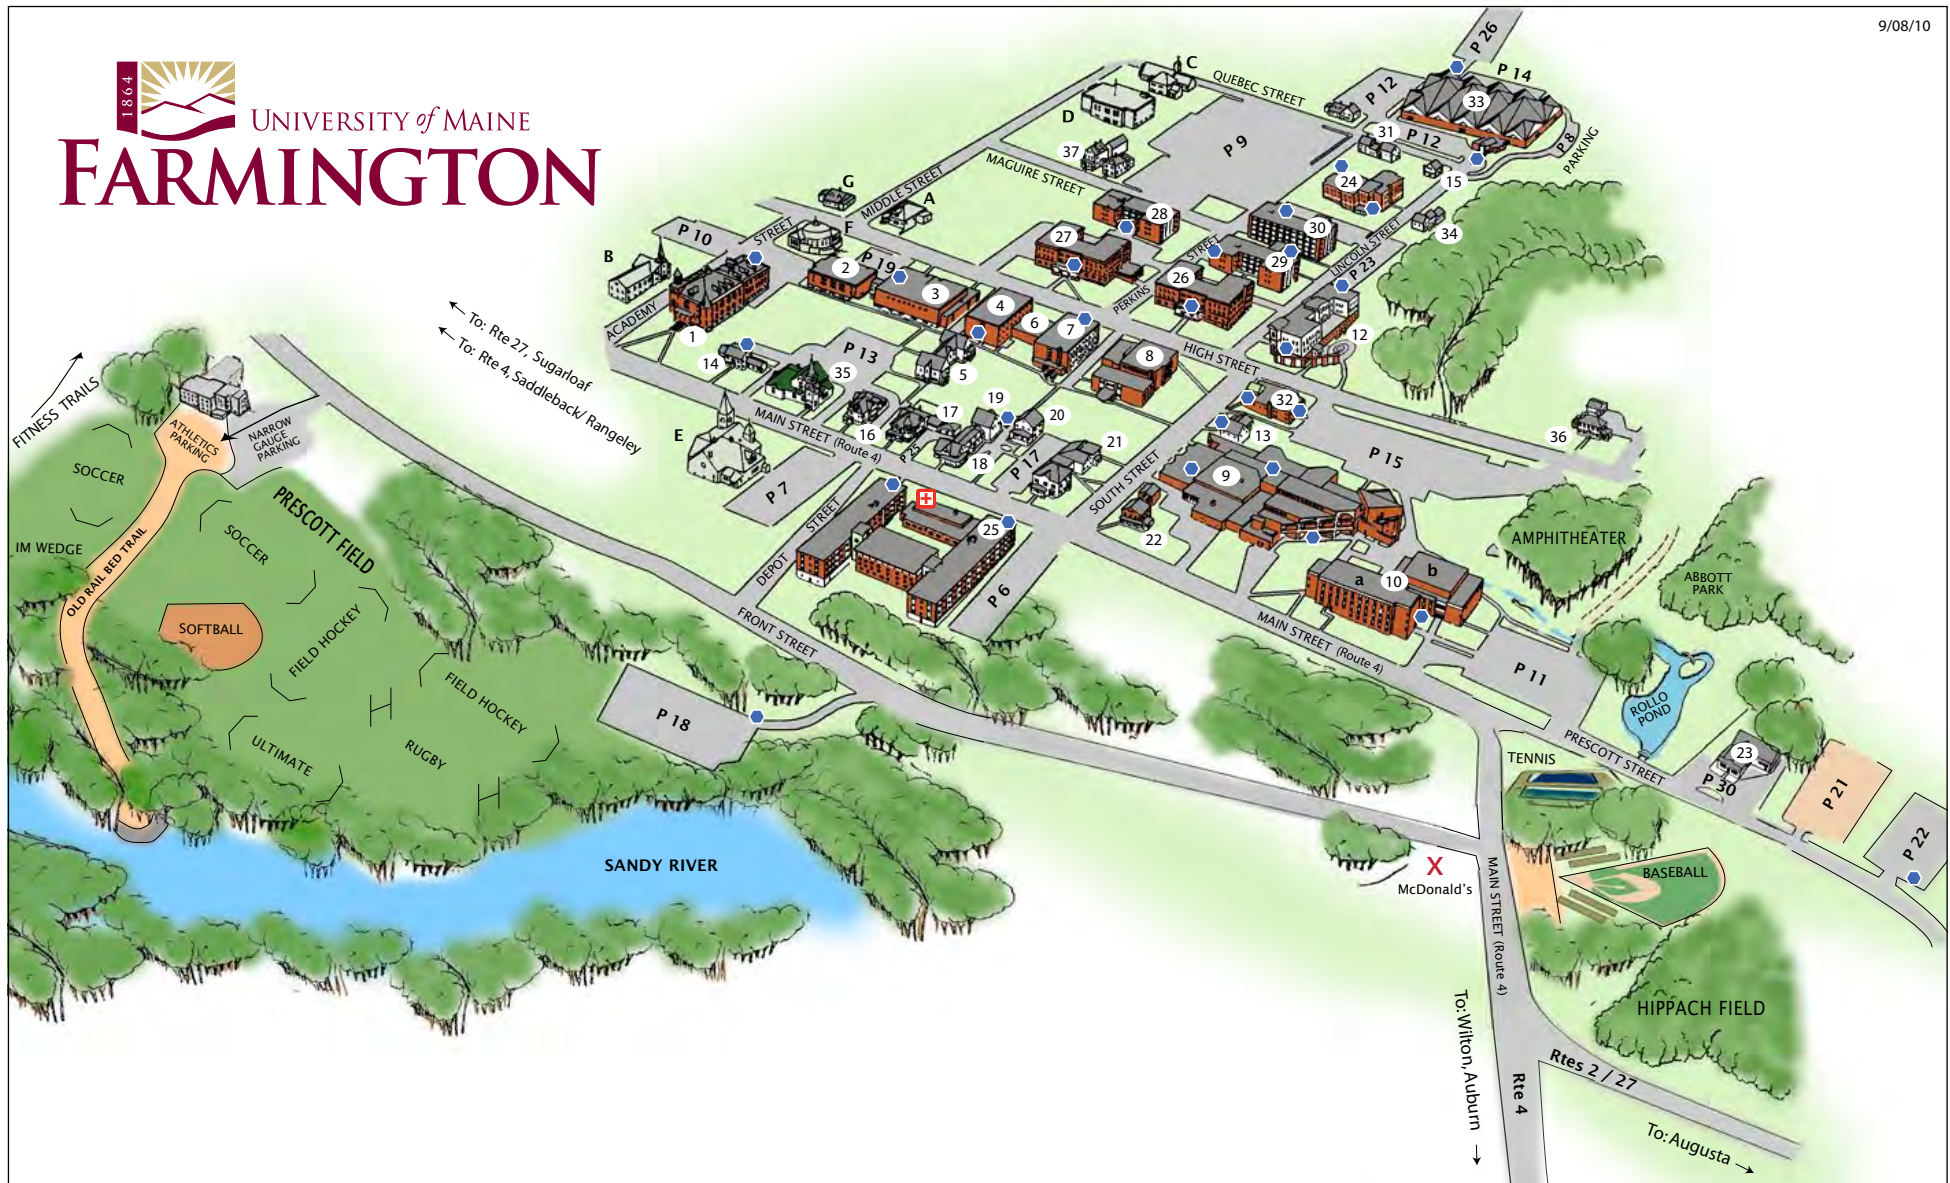 9/08/10
1864
UNIVERSITY of MAINE
FARMINGTON
P 26
P 14
C
QUEBEC STREET
P 12
33
D
31
P 12
P 8
PARKING
37
P 9
MAGUIRE STREET
24
15
G
MIDDLE STREET
A
28
30
34
P 10
STREET
F
27
STREET
LINCOLN STREET
B
2
P 19
3
26
29
P 23
ACADEMY
1
4
6
7
PERKINS
12
To: Rte 27, Sugarloaf
To: Rte 4, Saddleback/ Rangeley
14
P 13
35
5
8
HIGH STREET
FITNESS TRAILS
ATHLETICS
PARKING
NARROW
GAUGE
PARKING
MAIN STREET (Route 4)
16
17
19
20
32
13
36
E
P 25
18
P 17
21
P 15
SOCCER
P 7
SOUTH STREET
9
PRESCOTT FIELD
STREET
25
22
SOCCER
IM WEDGE
OLD RAIL BED TRAIL
DEPOT
P 6
a
10
b
AMPHITHEATER
ABBOTT
PARK
SOFTBALL
FIELD HOCKEY
FRONT STREET
MAIN STREET (Route 4)
P 11
FIELD HOCKEY
P 18
ROLLO
POND
ULTIMATE
RUGBY
TENNIS
PRESCOTT STREET
23
P 30
P 21
P 22
SANDY RIVER
X
McDonald's
MAIN STREET (Route 4)
BASEBALL
HIPPACH FIELD
To: Wilton, Auburn
Rte 4
Rtes 2 / 27
To: Augusta